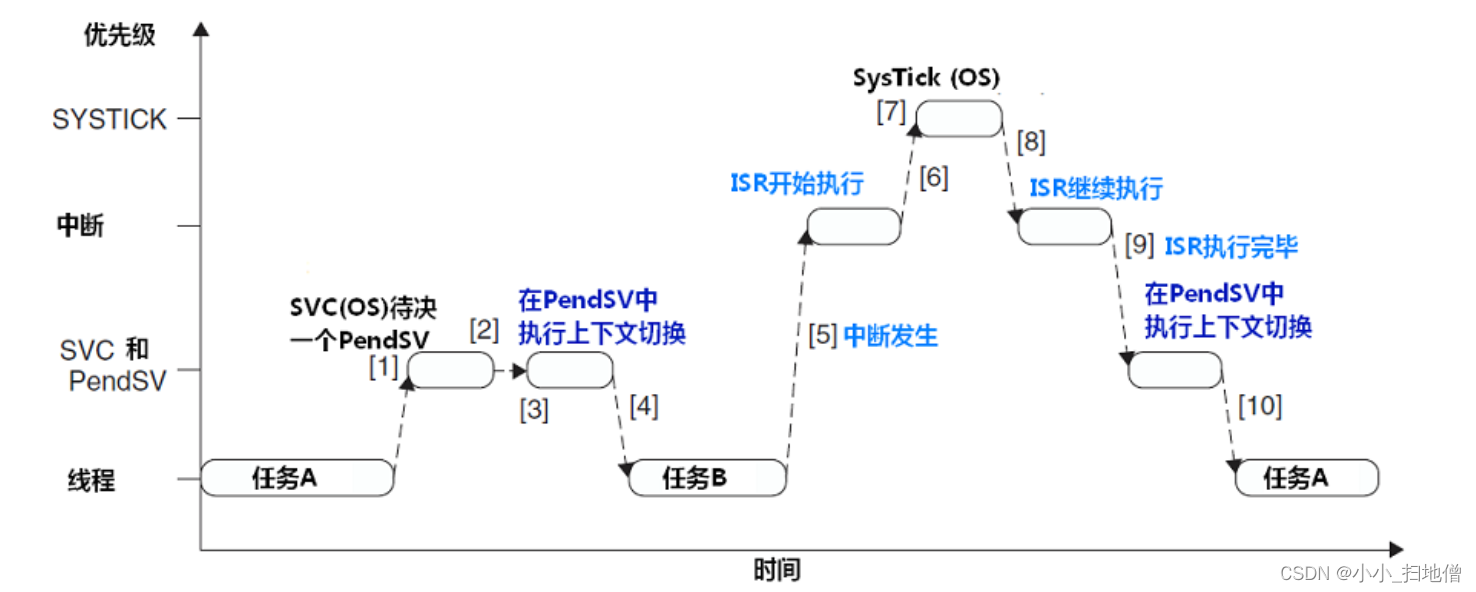 优先级
SysTick (OS)
SYSTICK
[7]
[8]
ISR开始执行
[6]
ISR继续执行
中断
[9] ISR执行完毕
SVC(OS)待决
一个PendSV
[2]
在PendSV中
执行上下文切换
[5] 中断发生
在PendSV中
执行上下文切换
SVC 和
PendSV
[1]
[3]
[4]
[10]
线程
任务A
任务B
任务A
时间
CSDN @小小_扫地僧